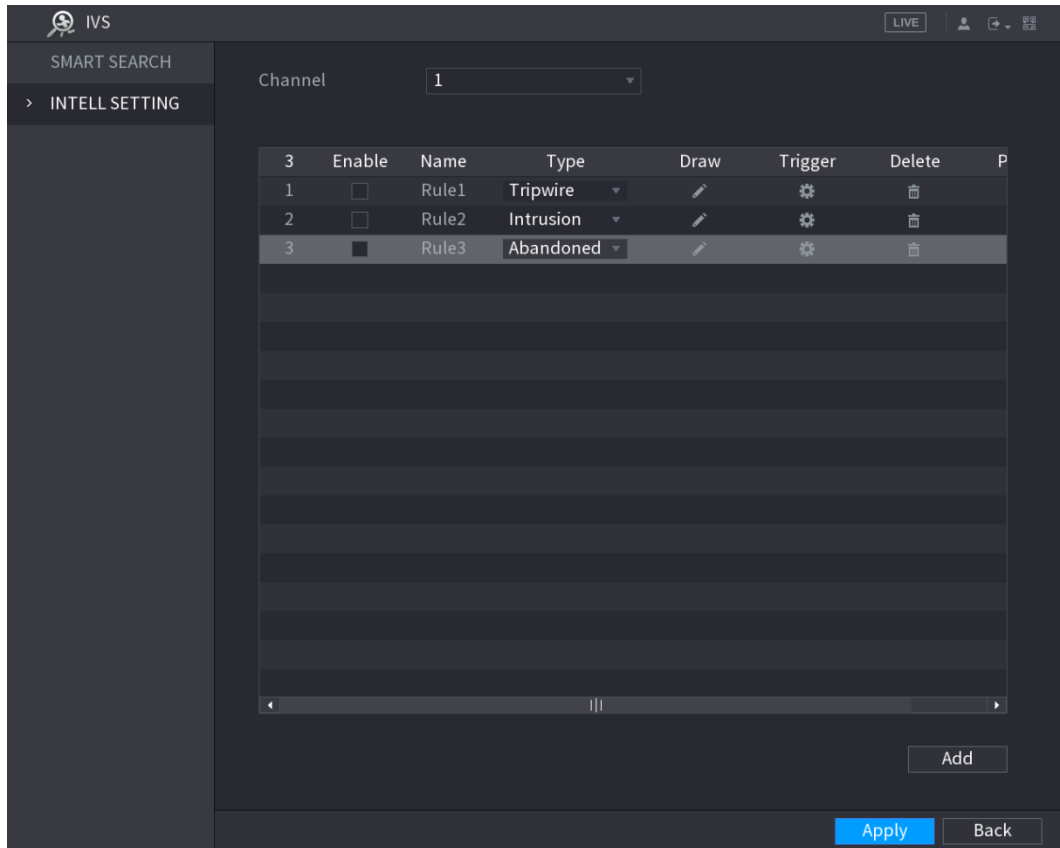 IVS LIVE
SMART SEARCH
INTELL SETTING
Channel 1
3 Enable Name Type Draw Trigger Delete P
1 Rule1 Tripwire
2 Rule2 Intrusion
3 Rule3 Abandoned
Add
Apply Back